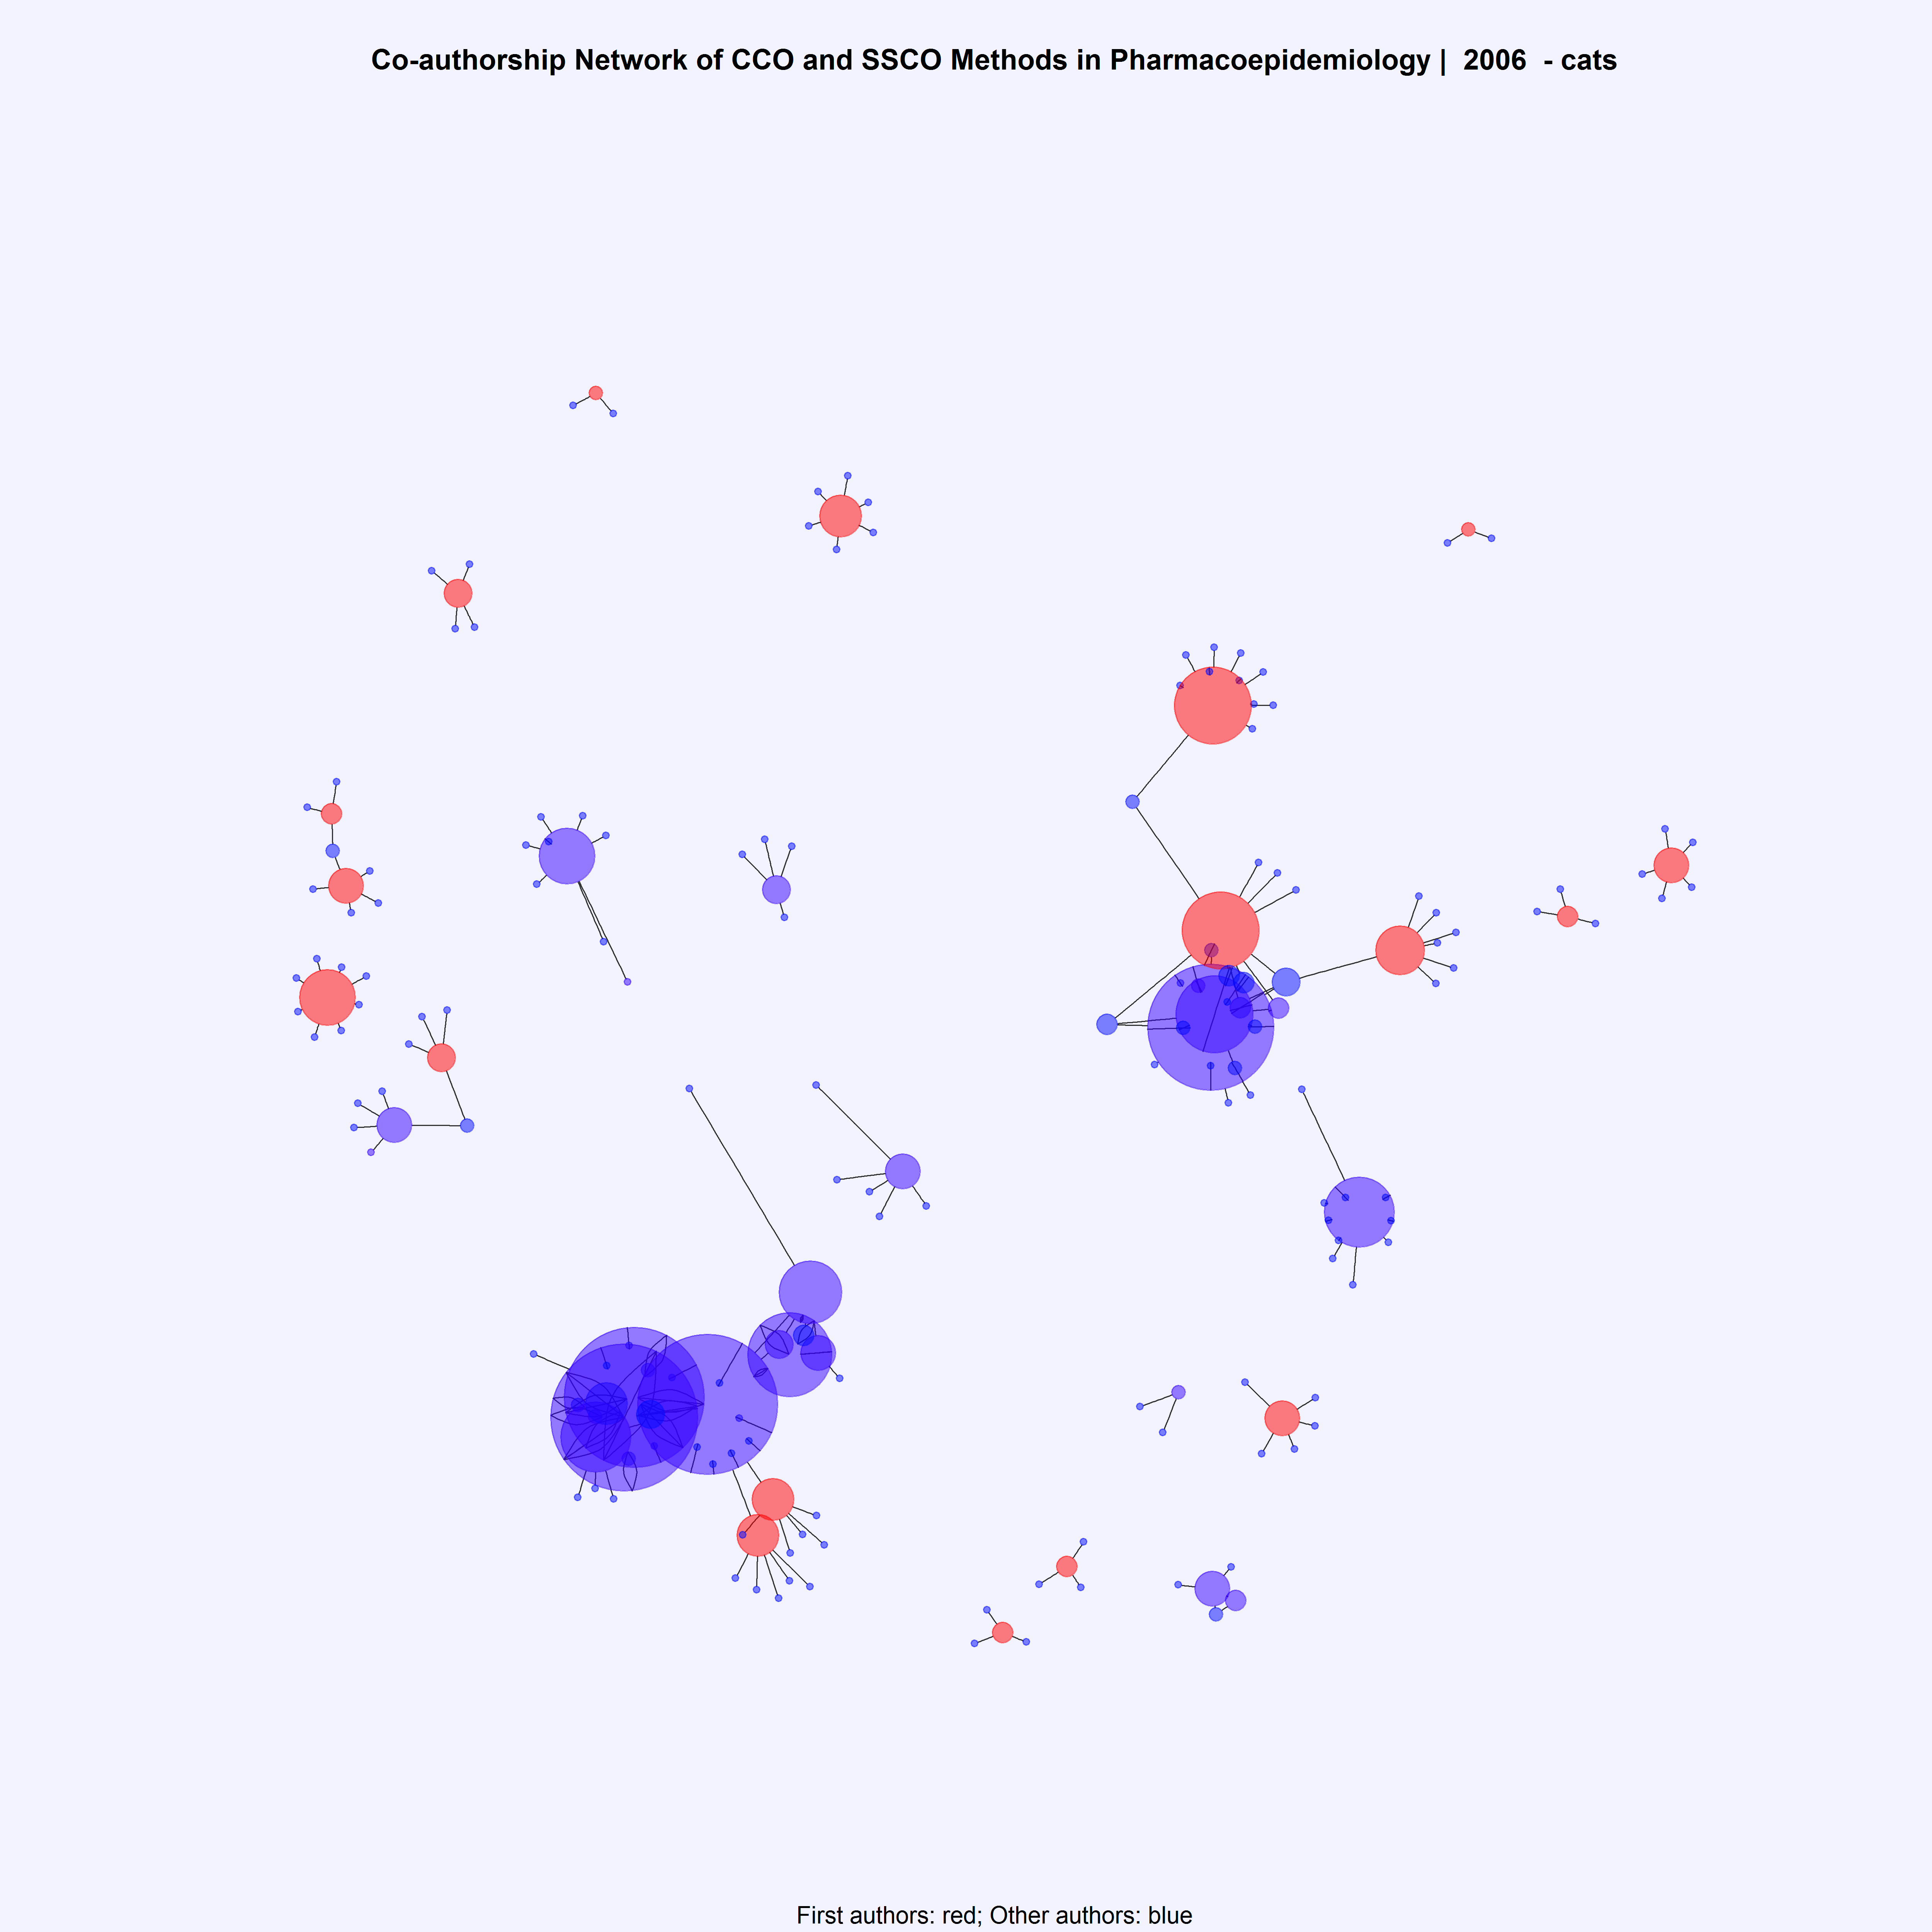 Co-authorship Network of CCO and SSCO Methods in Pharmacoepidemiology | 2006 - cats
First authors: red; Other authors: blue